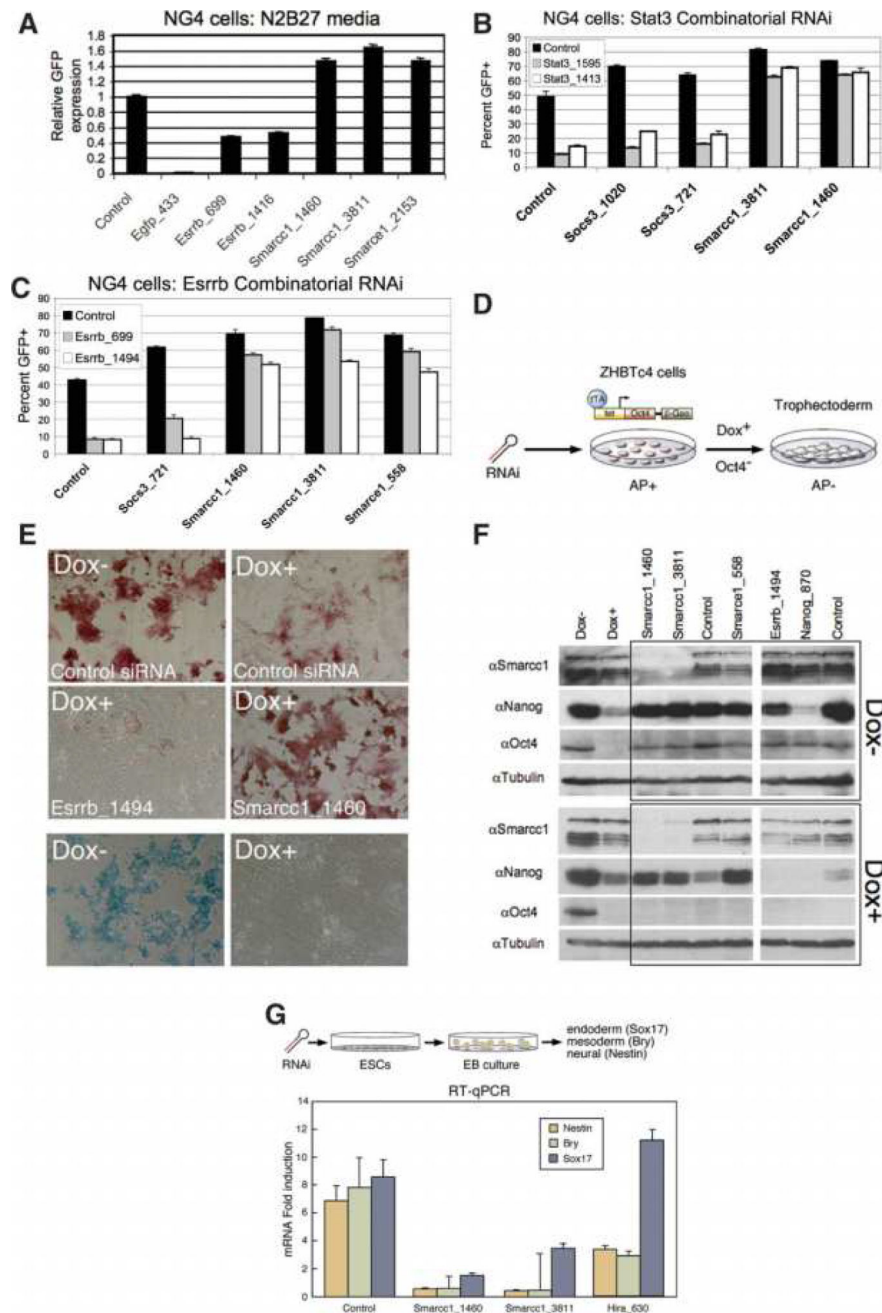 A
NG4 cells: N2B27 media
Relative GFP
expression
1.8
1.6
1.4
1.2
1
0.8
0.6
0.4
0.2
0
Control
Egfp_433
Esrrb_699
Esrrb_1416
Smarcc1_1460
Smarcc1_3811
Smarce1_2153
B
NG4 cells: Stat3 Combinatorial RNAi
Percent GFP+
90
80
70
60
50
40
30
20
10
0
Control
Stat3_1595
Stat3_1413
Control
Socs3_1020
Socs3_721
Smarcc1_3811
Smarcc1_1460
C
NG4 cells: Esrrb Combinatorial RNAi
Percent GFP+
90
80
70
60
50
40
30
20
10
0
Control
Esrrb_699
Esrrb_1494
Control
Socs3_721
Smarcc1_1460
Smarcc1_3811
Smarce1_558
D
ZHBTc4 cells
tTA
tet
Oct4
β-Geo
Trophectoderm
RNAi
Dox+
Oct4-
AP+
AP-
E
Dox-
Control siRNA
Dox+
Control siRNA
Dox+
Esrrb_1494
Dox+
Smarcc1_1460
Dox-
Dox+
F
Dox-
Dox+
Smarcc1_1460
Smarcc1_3811
Control
Smarce1_558
Esrrb_1494
Nanog_870
Control
αSmarcc1
αNanog
αOct4
αTubulin
Dox-
αSmarcc1
αNanog
αOct4
αTubulin
Dox+
G
RNAi
ESCs
EB culture
endoderm (Sox17)
mesoderm (Bry)
neural (Nestin)
RT-qPCR
mRNA Fold induction
14
12
10
8
6
4
2
0
Nestin
Bry
Sox17
Control
Smarcc1_1460
Smarcc1_3811
Hira_630